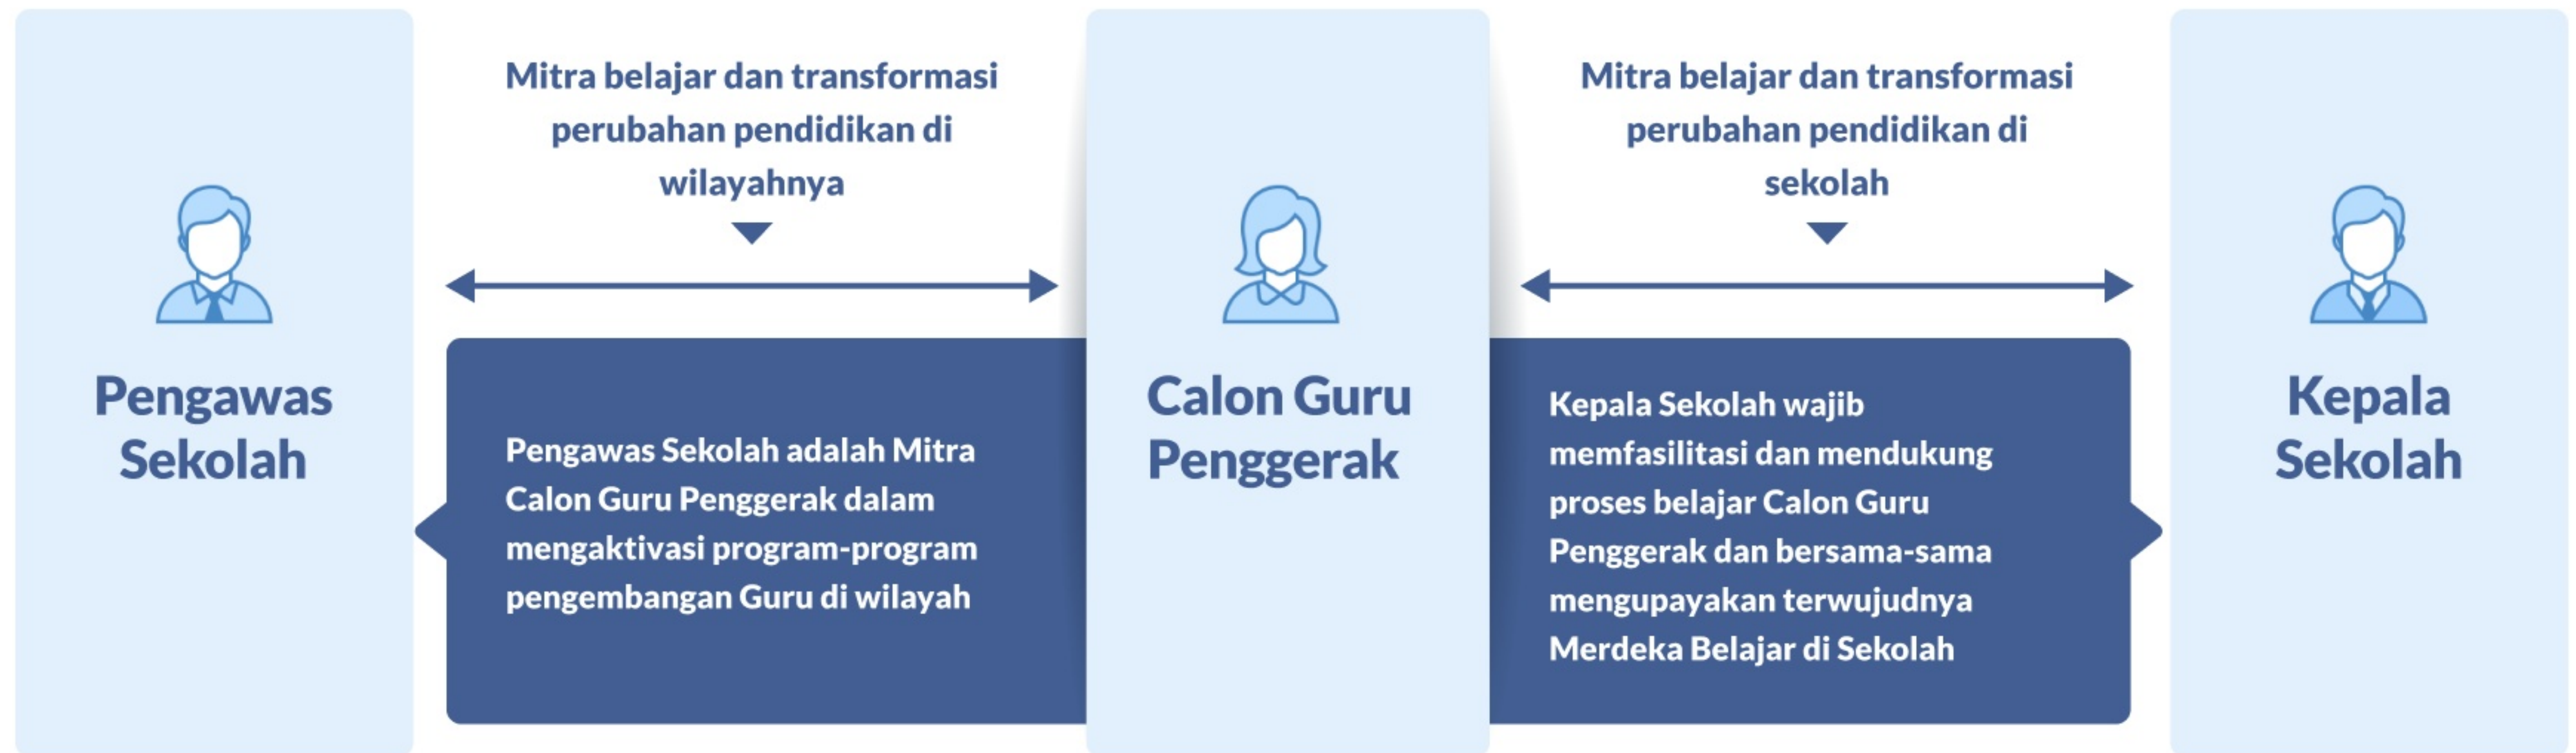 Pengawas
Sekolah
Mitra belajar dan transformasi
perubahan pendidikan di
wilayahnya
Pengawas Sekolah adalah Mitra
Calon Guru Penggerak dalam
mengaktivasi program-program
pengembangan Guru di wilayah
Calon Guru
Penggerak
Mitra belajar dan transformasi
perubahan pendidikan di
sekolah
Kepala Sekolah wajib
memfasilitasi dan mendukung
proses belajar Calon Guru
Penggerak dan bersama-sama
mengupayakan terwujudnya
Merdeka Belajar di Sekolah
Kepala
Sekolah